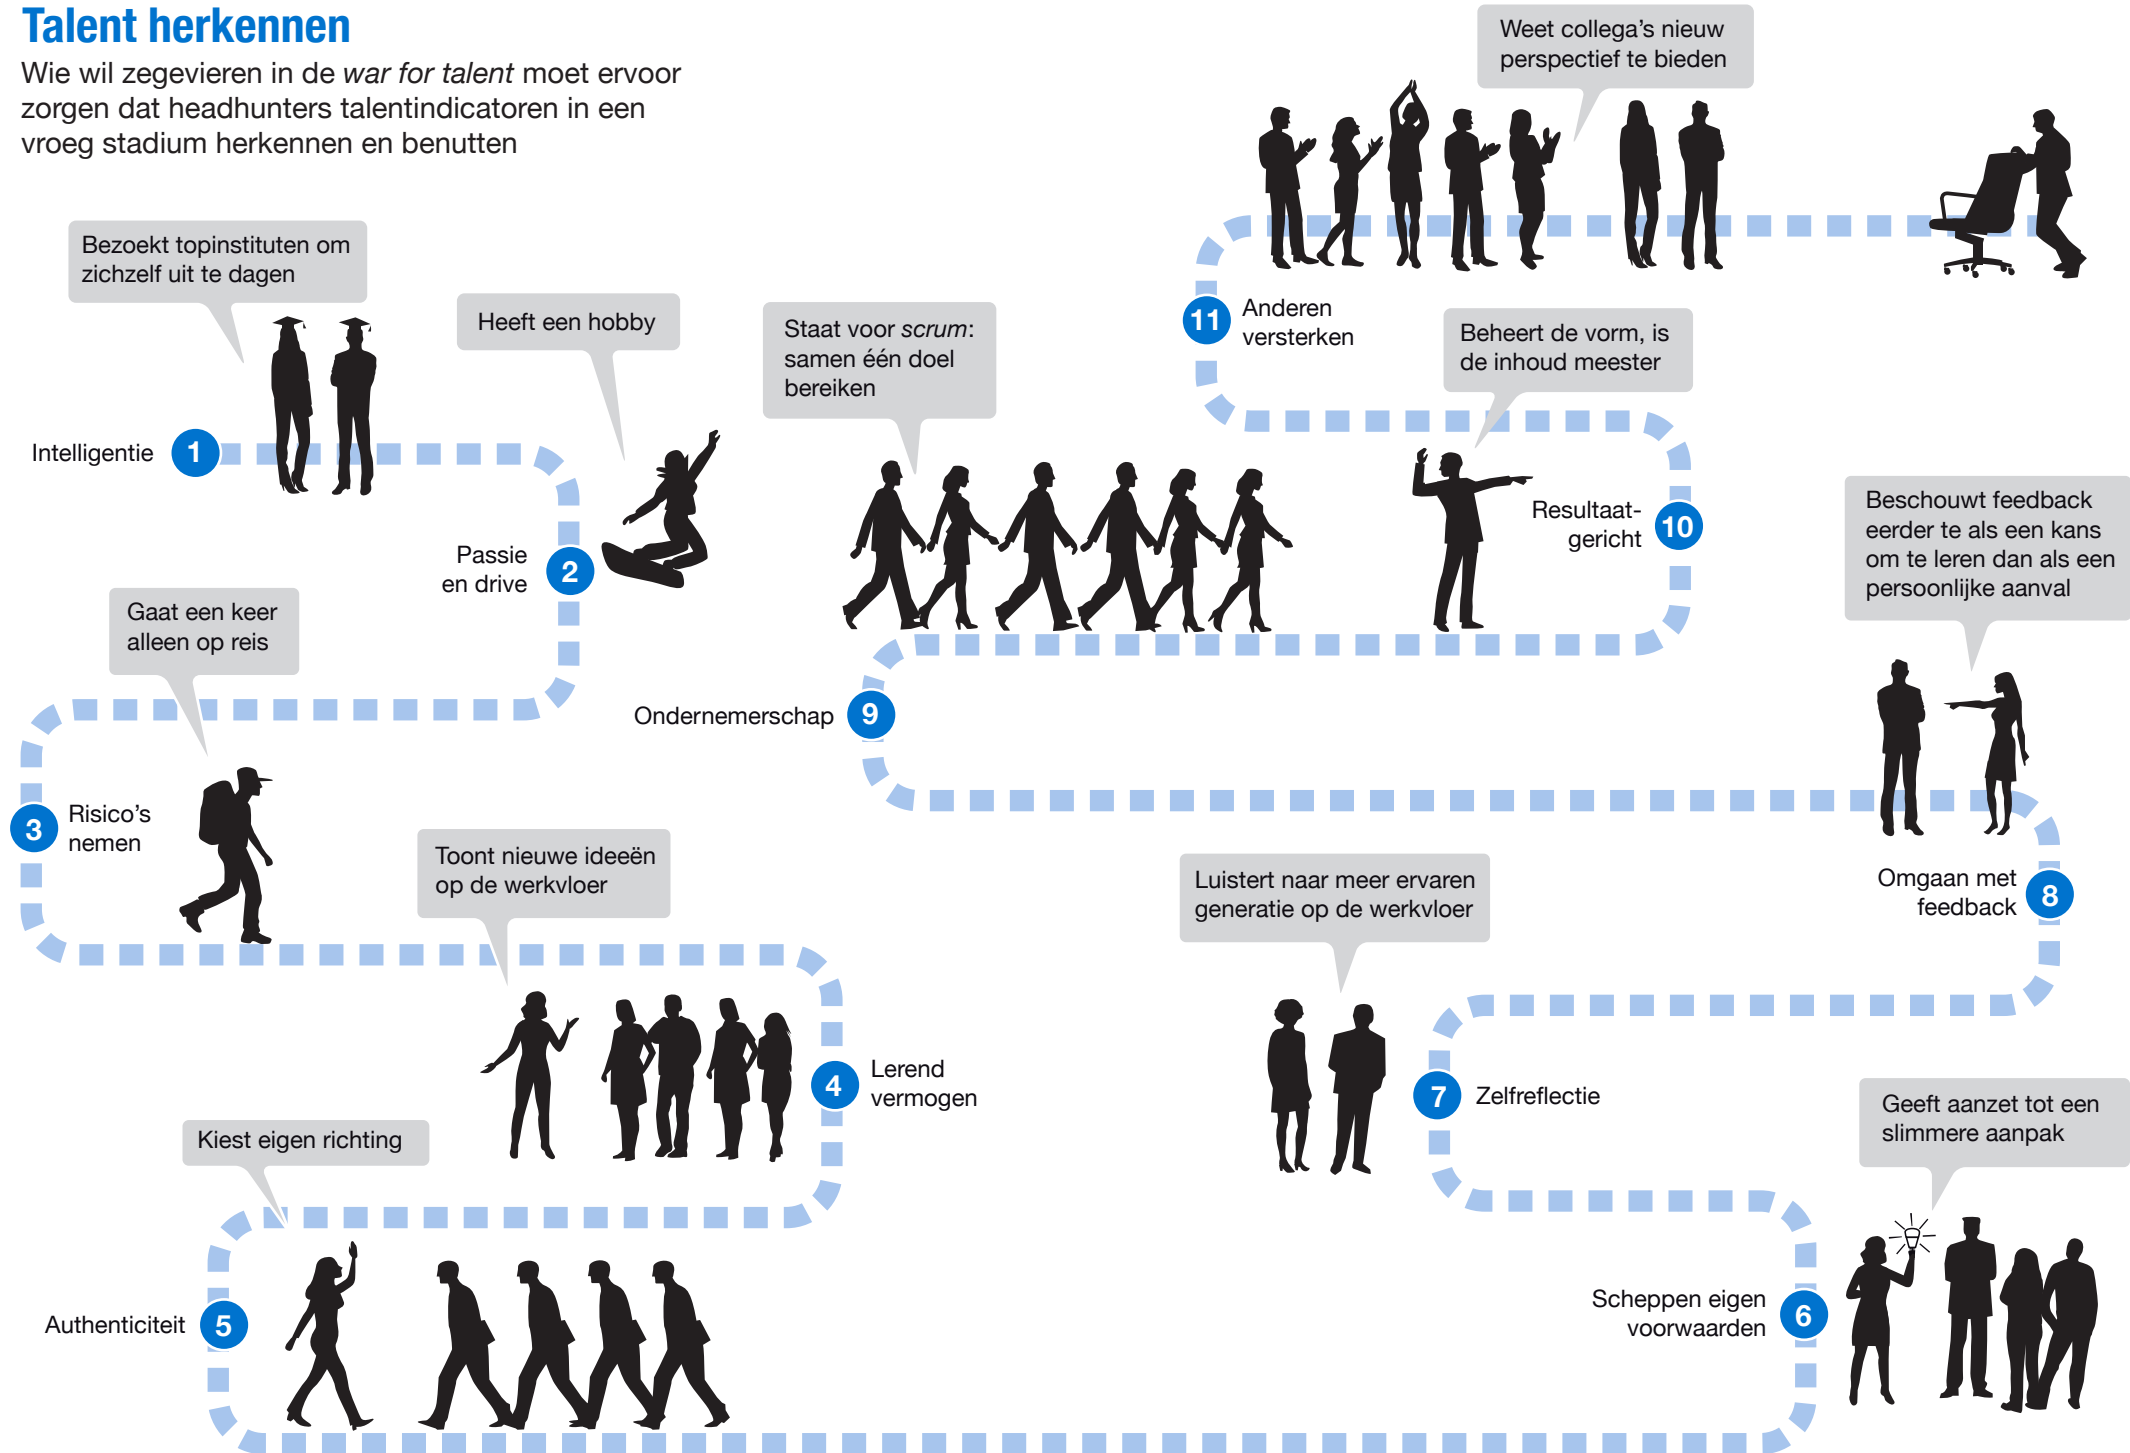 Talent herkennen
Wie wil zegevieren in de war for talent moet ervoor
zorgen dat headhunters talentindicatoren in een
vroeg stadium herkennen en benutten
Bezoekt topinstituten om
zichzelf uit te dagen
Intelligentie
1
Heeft een hobby
Passie
en drive
2
Gaat een keer
alleen op reis
3
Risico's
nemen
Toont nieuwe ideeën
op de werkvloer
4
Lerend
vermogen
Kiest eigen richting
Authenticiteit
5
Geeft aanzet tot een
slimmere aanpak
Scheppen eigen
voorwaarden
6
Luistert naar meer ervaren
generatie op de werkvloer
7
Zelfreflectie
Beschouwt feedback
eerder te als een kans
om te leren dan als een
persoonlijke aanval
Omgaan met
feedback
8
Staat voor scrum:
samen één doel
bereiken
Ondernemerschap
9
Beheert de vorm, is
de inhoud meester
Resultaat-
gericht
10
Weet collega's nieuw
perspectief te bieden
11
Anderen
versterken